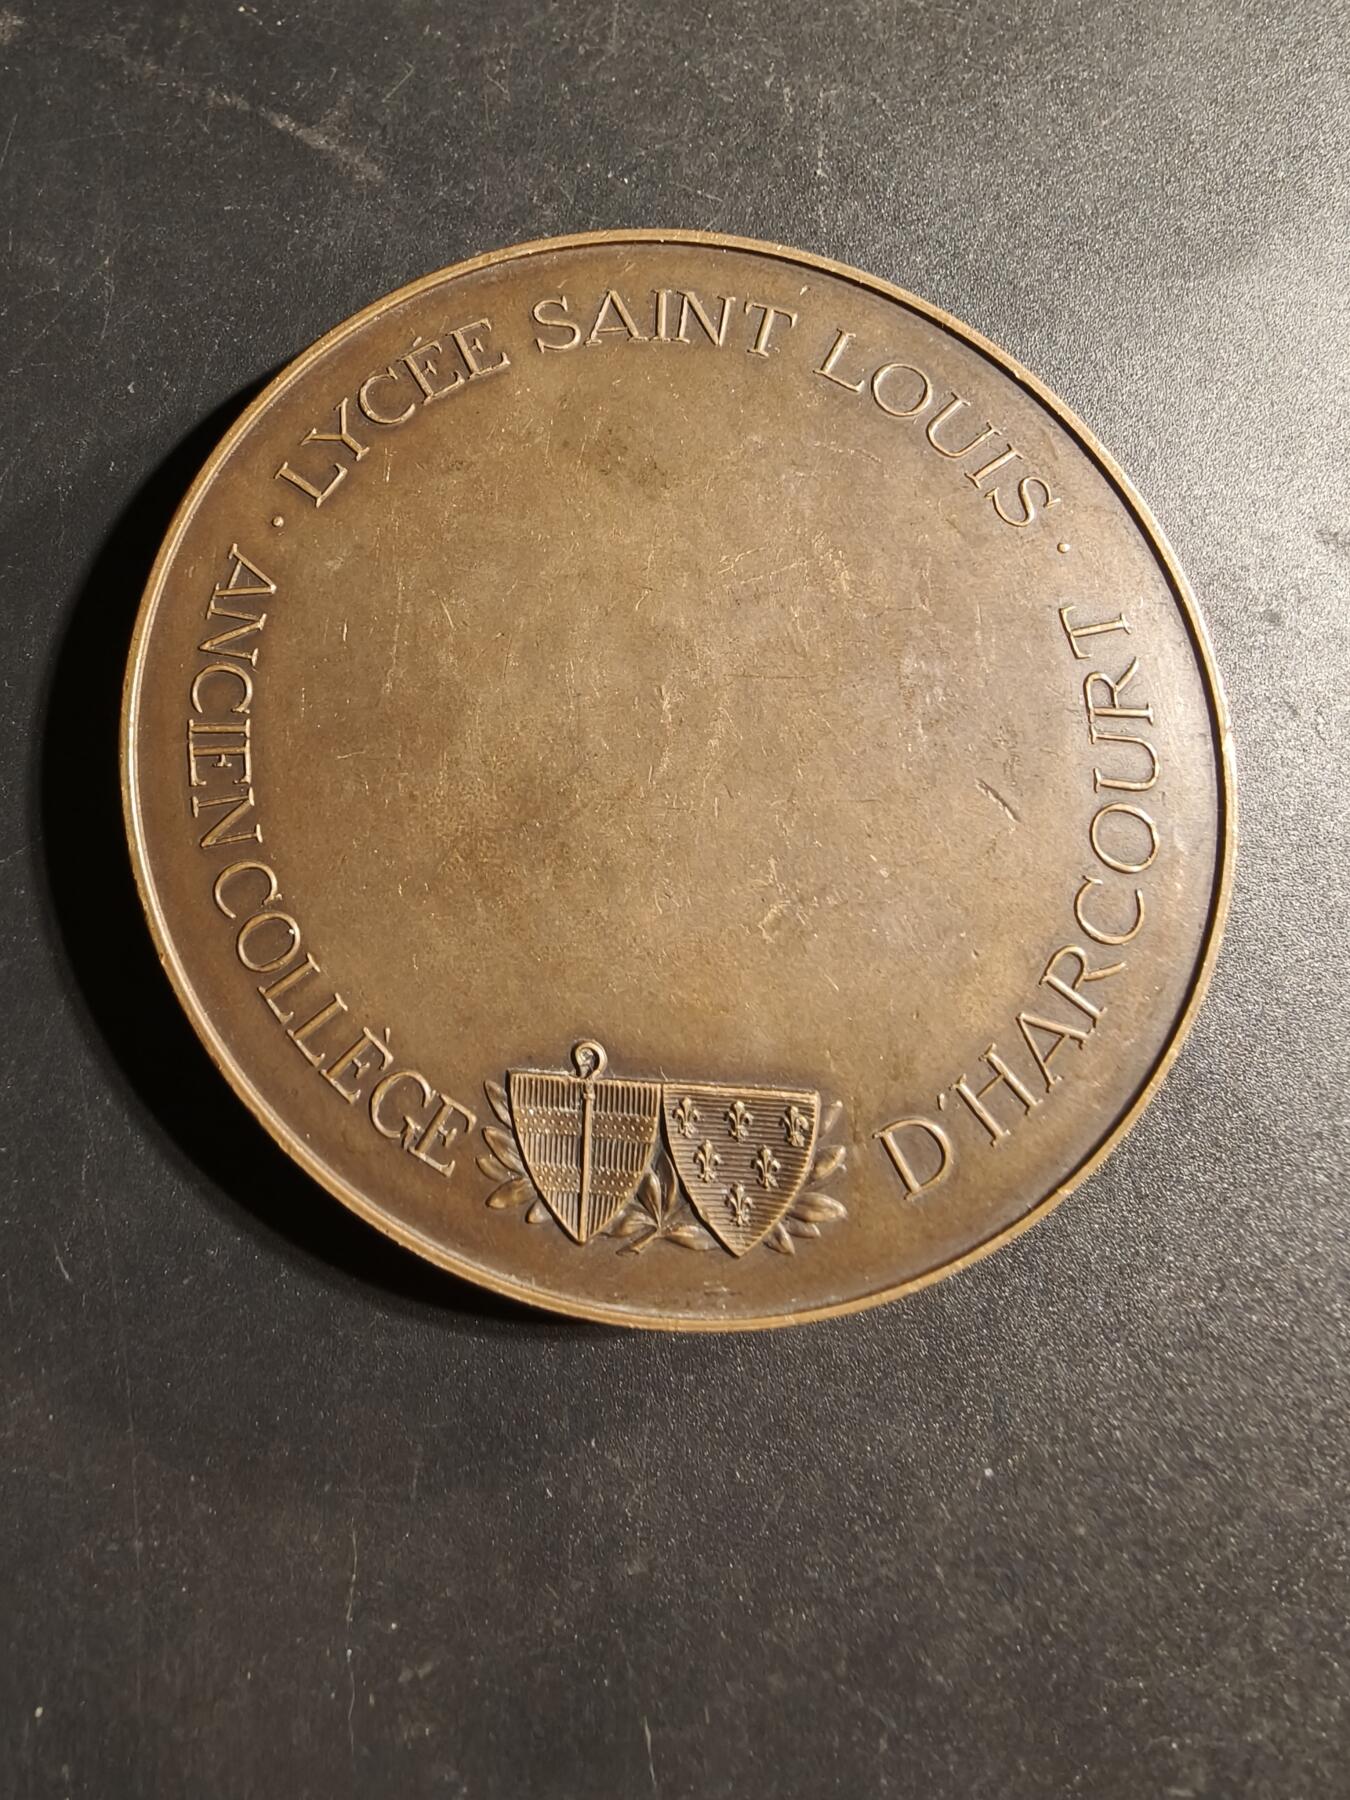 · LYCÉE SAINT LOUIS ·
ANCIEN COLLÈGE D'HARCOURT